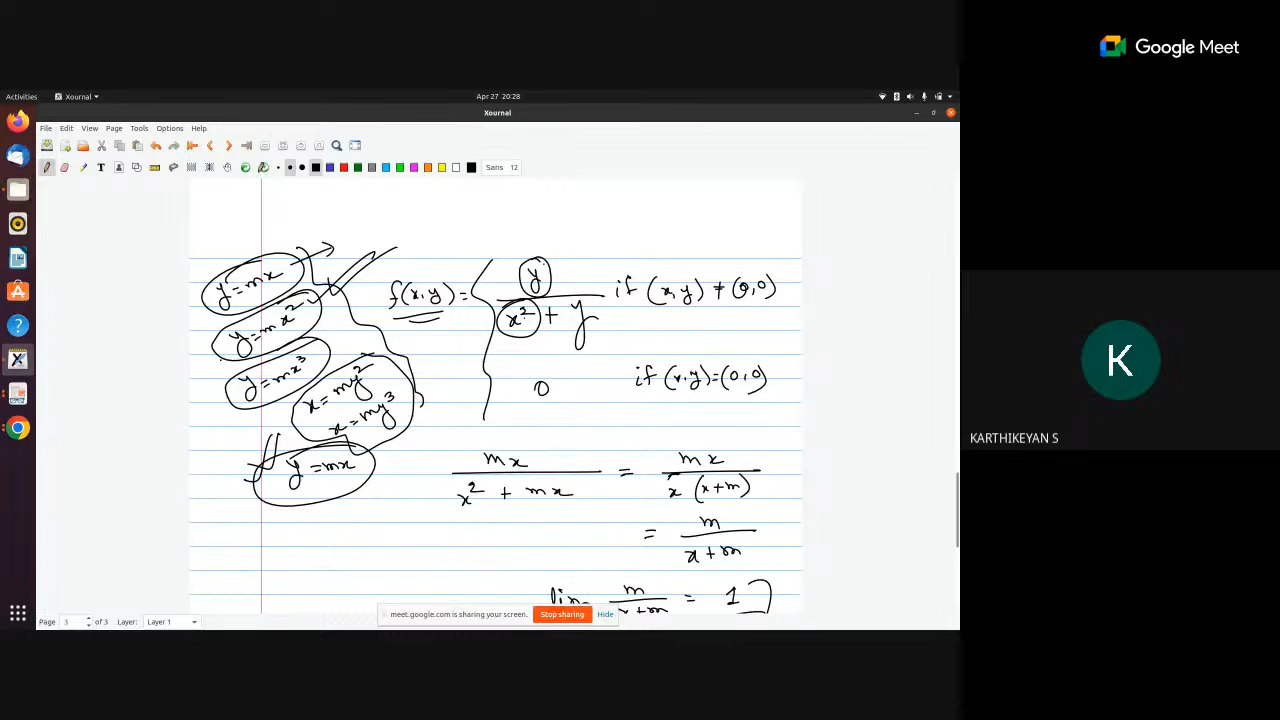 Google Meet
Activities Xournal Apr 27 20:28
Xournal
File Edit View Page Tools Options Help
Sans 12
y=mx
y=mx²
y=mx³
x=my²
x=my³
y=mx
f(x,y)= { y / (x² + y) if (x,y) ≠ (0,0)
0 if (x,y)=(0,0)
mx / (x² + mx) = mx / (x (x+m))
= m / (x+m)
lim m / (x+m) = 1
meet.google.com is sharing your screen. Stop sharing Hide
Page 3 of 3 Layer: Layer 1
K
KARTHIKEYAN S